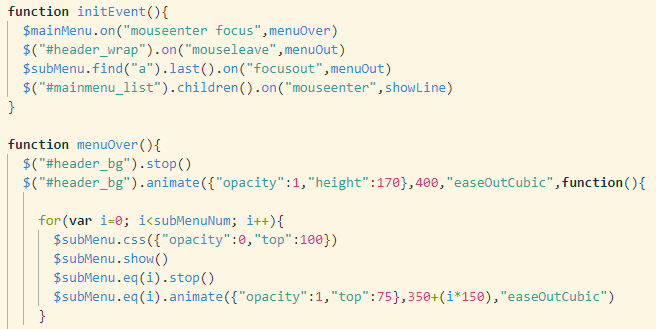 function initEvent(){
$mainMenu.on("mouseenter focus",menuOver)
$("#header_wrap").on("mouseleave",menuOut)
$subMenu.find("a").last().on("focusout",menuOut)
$("#mainmenu_list").children().on("mouseenter",showLine)
}
function menuOver(){
$("#header_bg").stop()
$("#header_bg").animate({"opacity":1,"height":170},400,"easeOutCubic",function(){
for(var i=0; i<subMenuNum; i++){
$subMenu.css({"opacity":0,"top":100})
$subMenu.show()
$subMenu.eq(i).stop()
$subMenu.eq(i).animate({"opacity":1,"top":75},350+(i*150),"easeOutCubic")
}